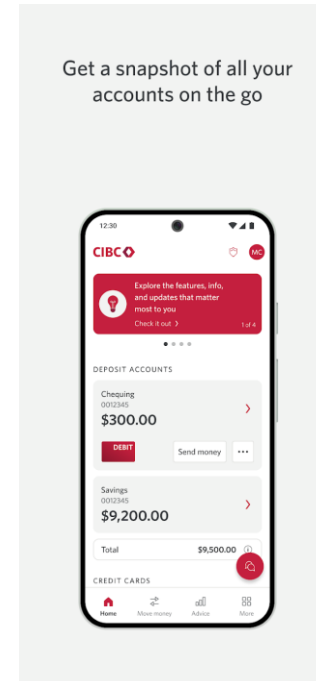 Get a snapshot of all your
accounts on the go
12:30
CIBC
MC
Explore the features, info,
and updates that matter
most to you
Check it out
1 of 4
DEPOSIT ACCOUNTS
Chequing
0012345
$300.00
DEBIT
Send money
Savings
0012345
$9,200.00
Total $9,500.00
CREDIT CARDS
Home Move money Advice More